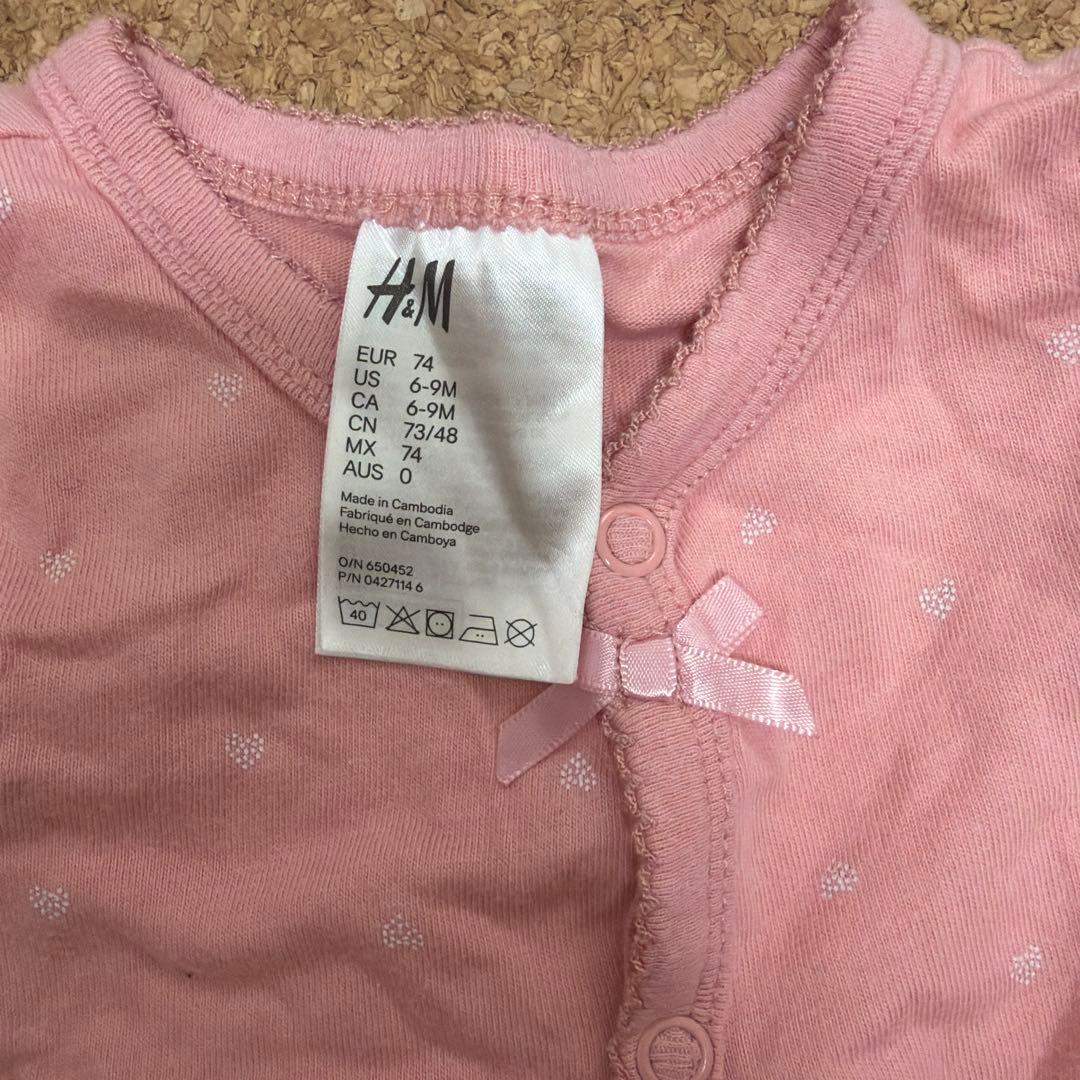 H&M
EUR 74
US 6-9M
CA 6-9M
CN 73/48
MX 74
AUS 0
Made in Cambodia
Fabriqué en Cambodge
Hecho en Camboya
O/N 650452
P/N 0427114 6
40